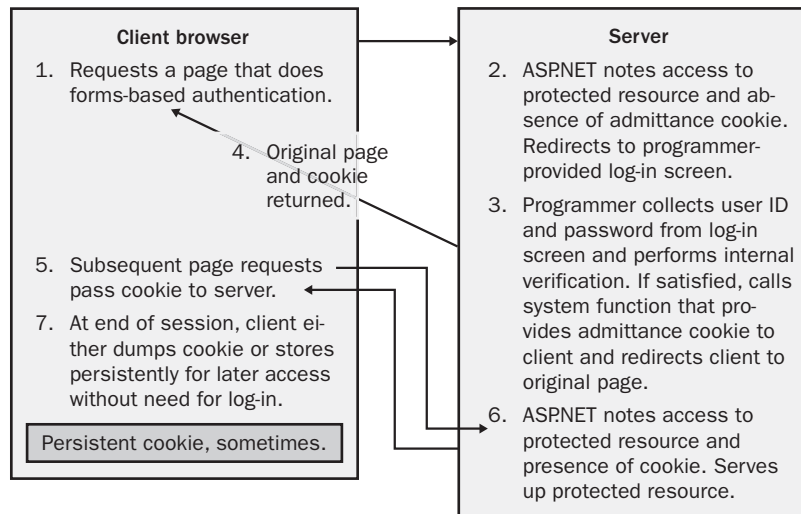 Client browser
1. Requests a page that does
forms-based authentication.
4. Original page
and cookie
returned.
5. Subsequent page requests
pass cookie to server.
7. At end of session, client ei-
ther dumps cookie or stores
persistently for later access
without need for log-in.
Persistent cookie, sometimes.
Server
2. ASP.NET notes access to
protected resource and ab-
sence of admittance cookie.
Redirects to programmer-
provided log-in screen.
3. Programmer collects user ID
and password from log-in
screen and performs internal
verification. If satisfied, calls
system function that pro-
vides admittance cookie to
client and redirects client to
original page.
6. ASP.NET notes access to
protected resource and
presence of cookie. Serves
up protected resource.